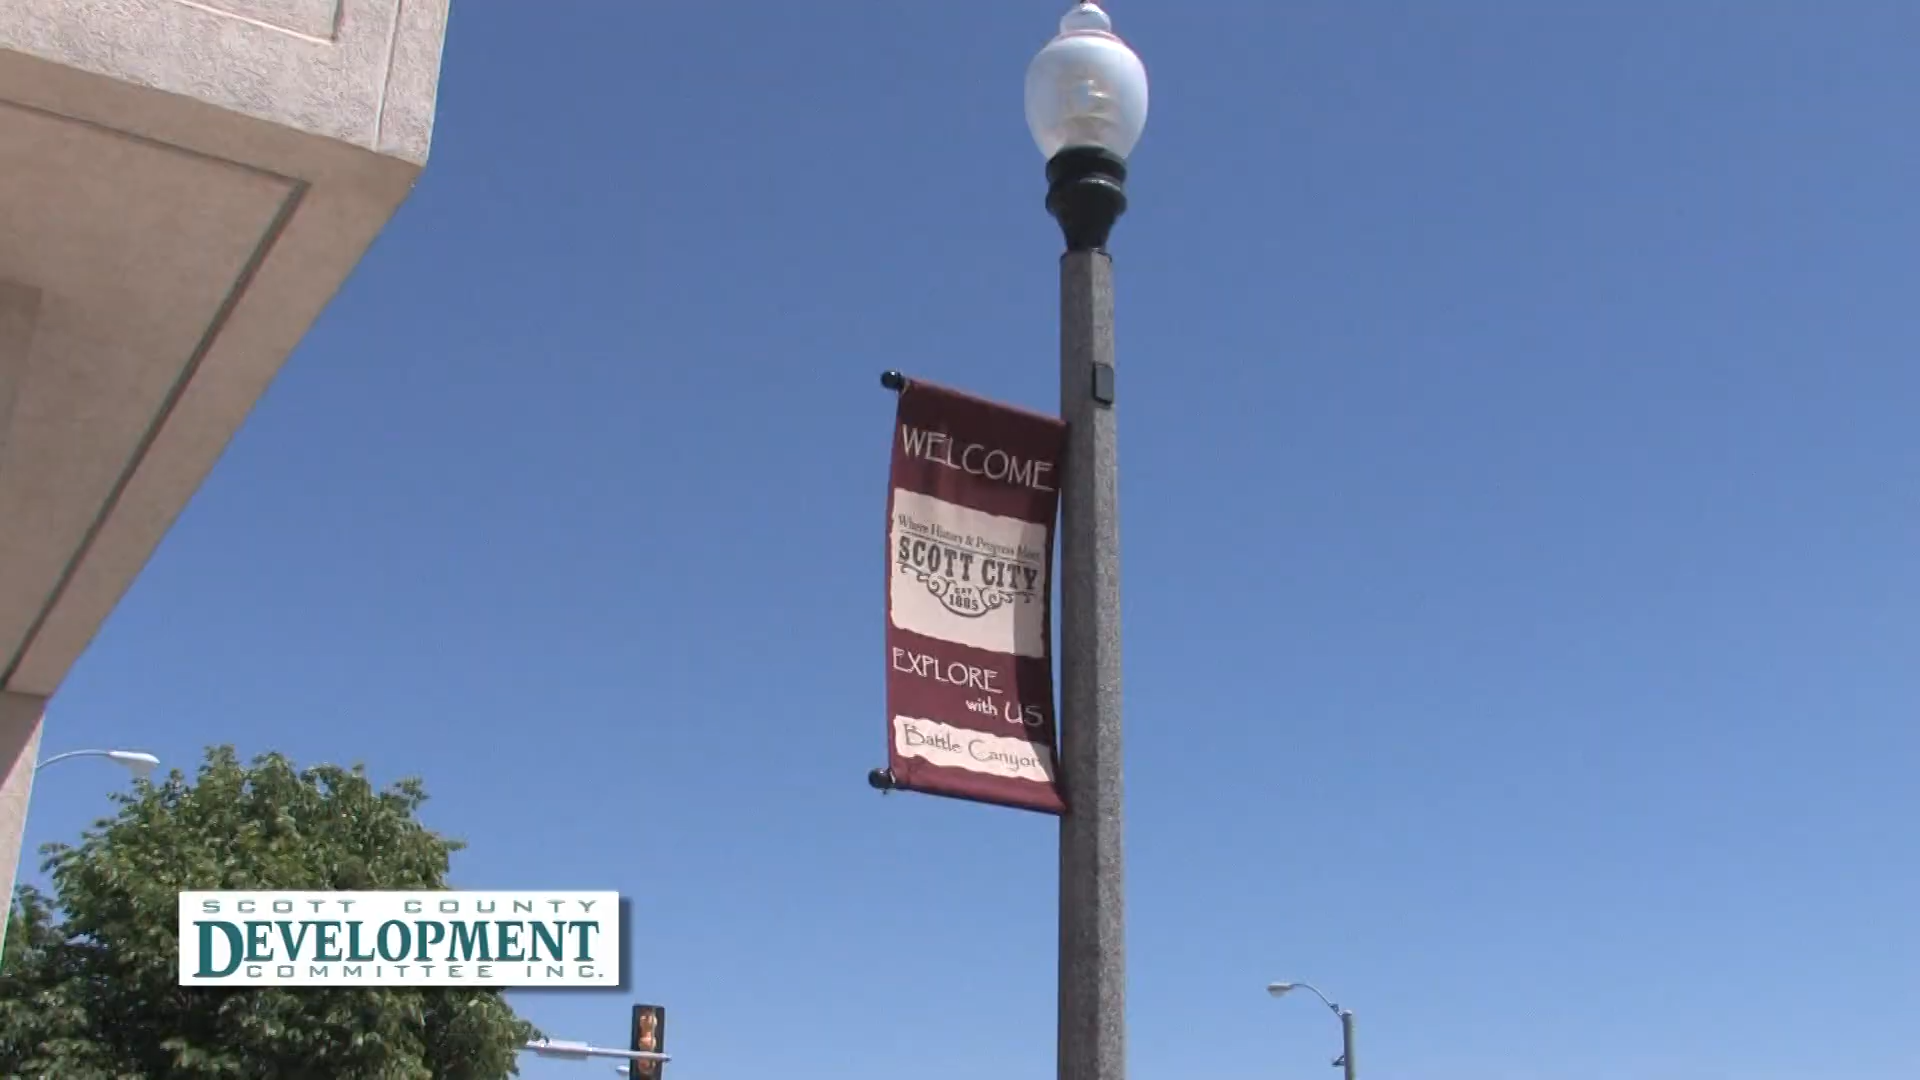 WELCOME
Where History & Progress Meet
SCOTT CITY
EST
1885
EXPLORE
with US
Battle Canyon
SCOTT COUNTY
DEVELOPMENT
COMMITTEE INC.